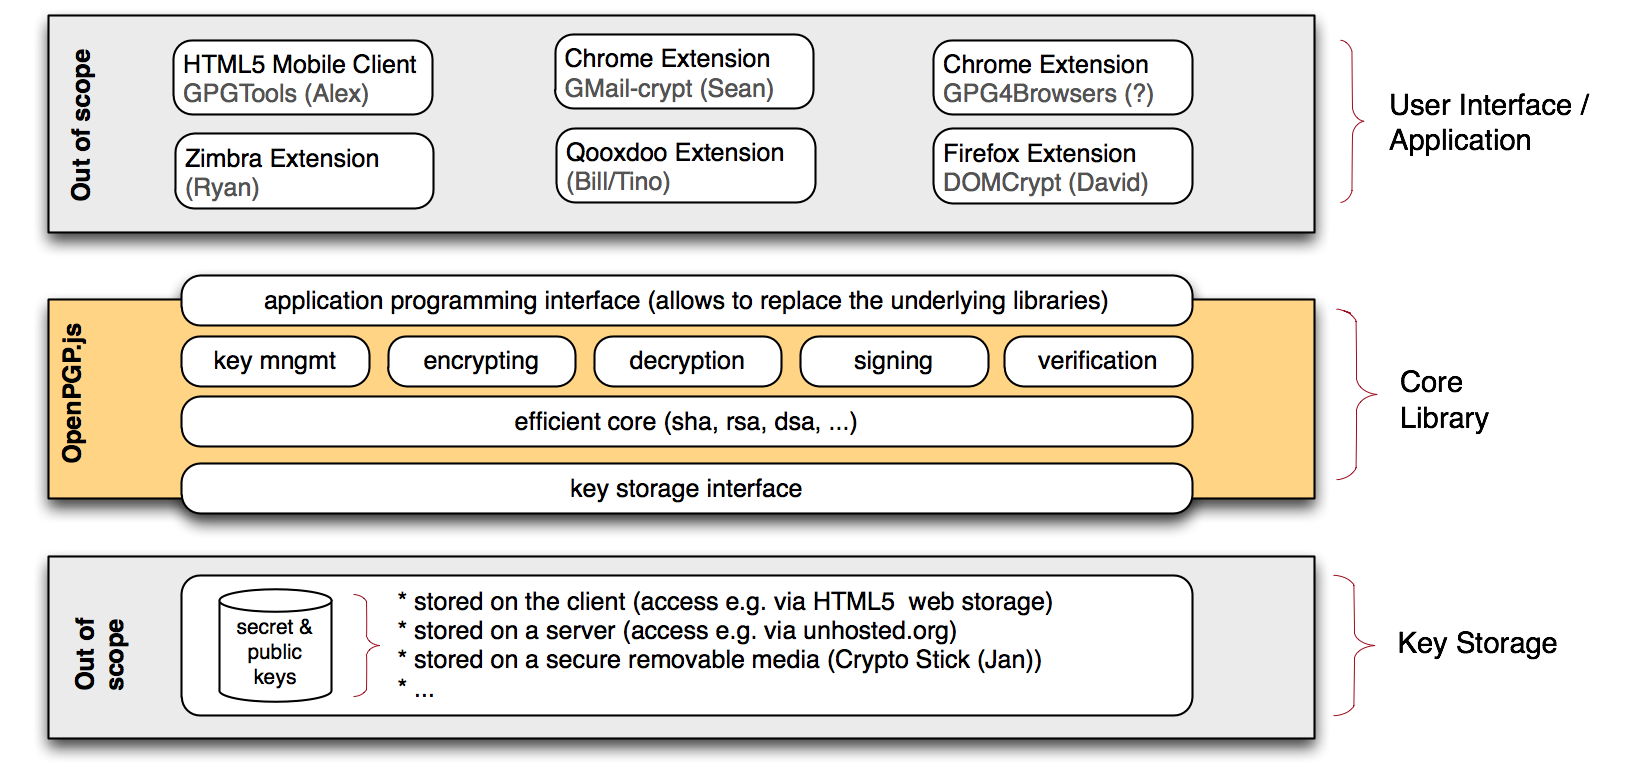 Out of scope
HTML5 Mobile Client
GPGTools (Alex)
Chrome Extension
GMail-crypt (Sean)
Chrome Extension
GPG4Browsers (?)
Zimbra Extension
(Ryan)
Qooxdoo Extension
(Bill/Tino)
Firefox Extension
DOMCrypt (David)
User Interface /
Application
OpenPGP.js
application programming interface (allows to replace the underlying libraries)
key mngmt
encrypting
decryption
signing
verification
efficient core (sha, rsa, dsa, ...)
key storage interface
Core
Library
Out of
scope
secret &
public
keys
* stored on the client (access e.g. via HTML5  web storage)
* stored on a server (access e.g. via unhosted.org)
* stored on a secure removable media (Crypto Stick (Jan))
* ...
Key Storage